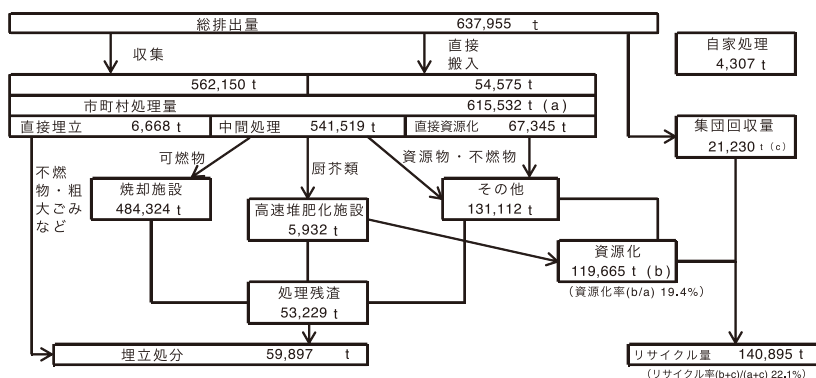 総排出量 637,955 t
収集
直接
搬入
自家処理
4,307 t
562,150 t 54,575 t
市町村処理量 615,532 t (a)
直接埋立 6,668 t 中間処理 541,519 t 直接資源化 67,345 t
集団回収量
21,230 t (c)
不燃
物・粗
大ごみ
など
可燃物
厨芥類
資源物・不燃物
焼却施設
484,324 t
高速堆肥化施設
5,932 t
その他
131,112 t
資源化
119,665 t (b)
(資源化率(b/a) 19.4%)
処理残渣
53,229 t
埋立処分 59,897 t
リサイクル量 140,895 t
(リサイクル率(b+c)/(a+c) 22.1%)